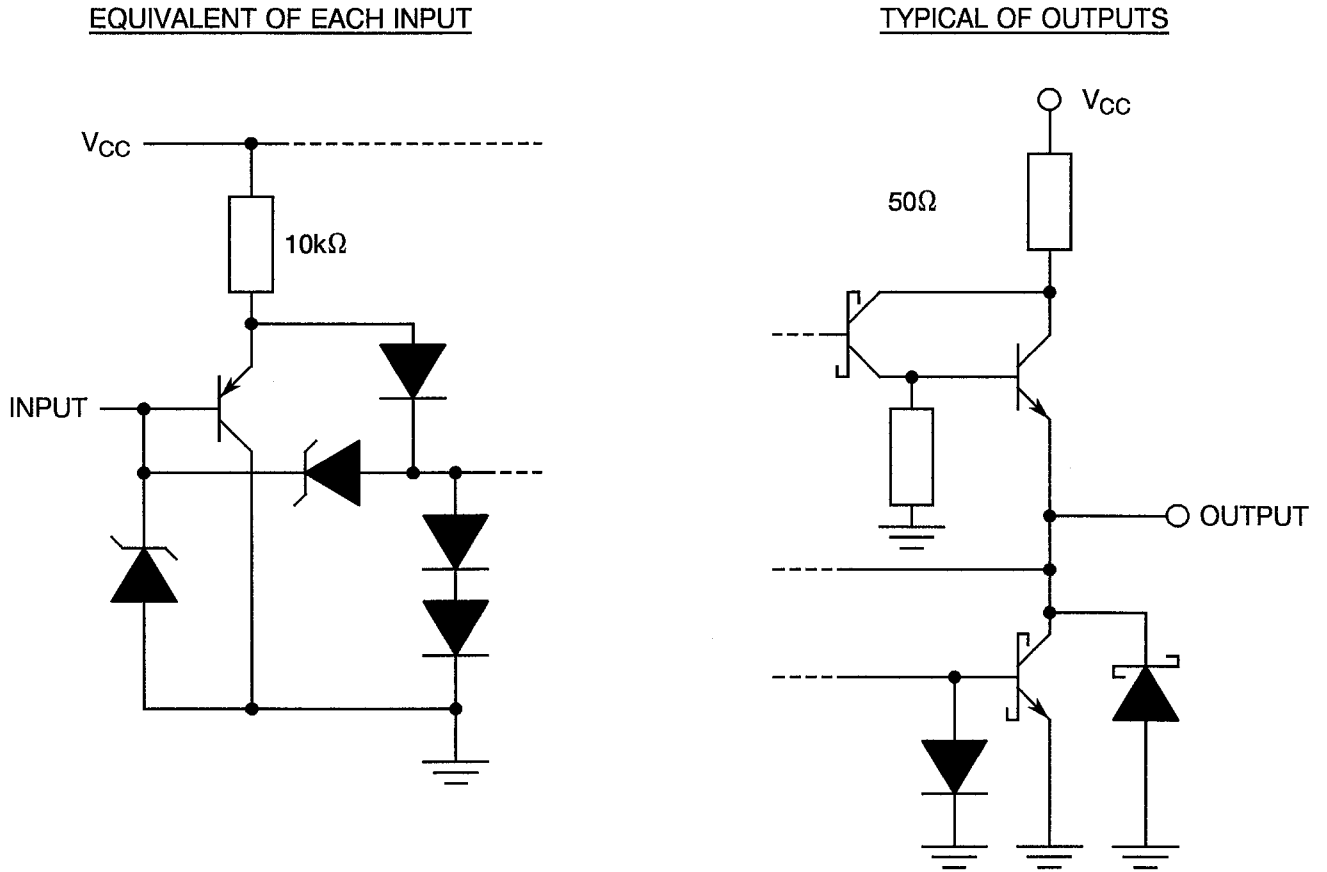 EQUIVALENT OF EACH INPUT
VCC
10kΩ
INPUT
TYPICAL OF OUTPUTS
VCC
50Ω
OUTPUT